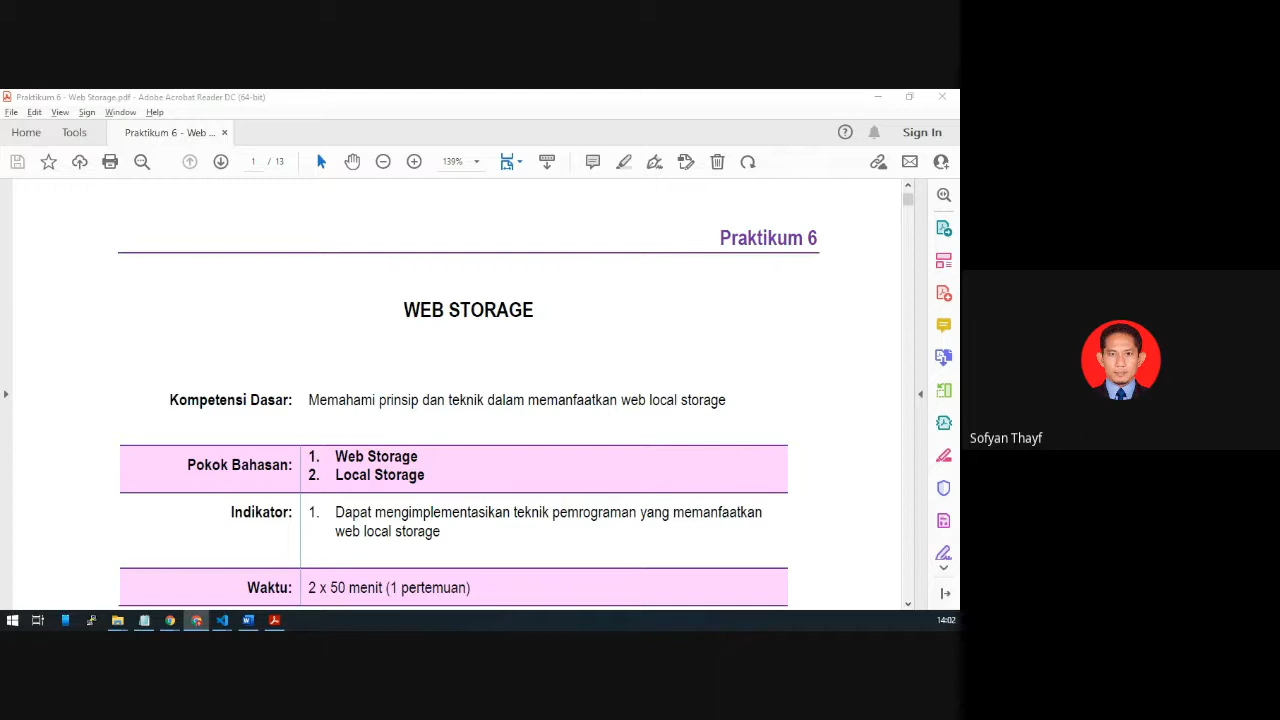 Praktikum 6 - Web Storage.pdf - Adobe Acrobat Reader DC (64-bit)
File Edit View Sign Window Help
Home Tools Praktikum 6 - Web ... × Sign In
1 / 13 139%
Praktikum 6
WEB STORAGE
Kompetensi Dasar: Memahami prinsip dan teknik dalam memanfaatkan web local storage
Pokok Bahasan: 1. Web Storage
2. Local Storage
Indikator: 1. Dapat mengimplementasikan teknik pemrograman yang memanfaatkan
web local storage
Waktu: 2 x 50 menit (1 pertemuan)
14:02
Sofyan Thayf